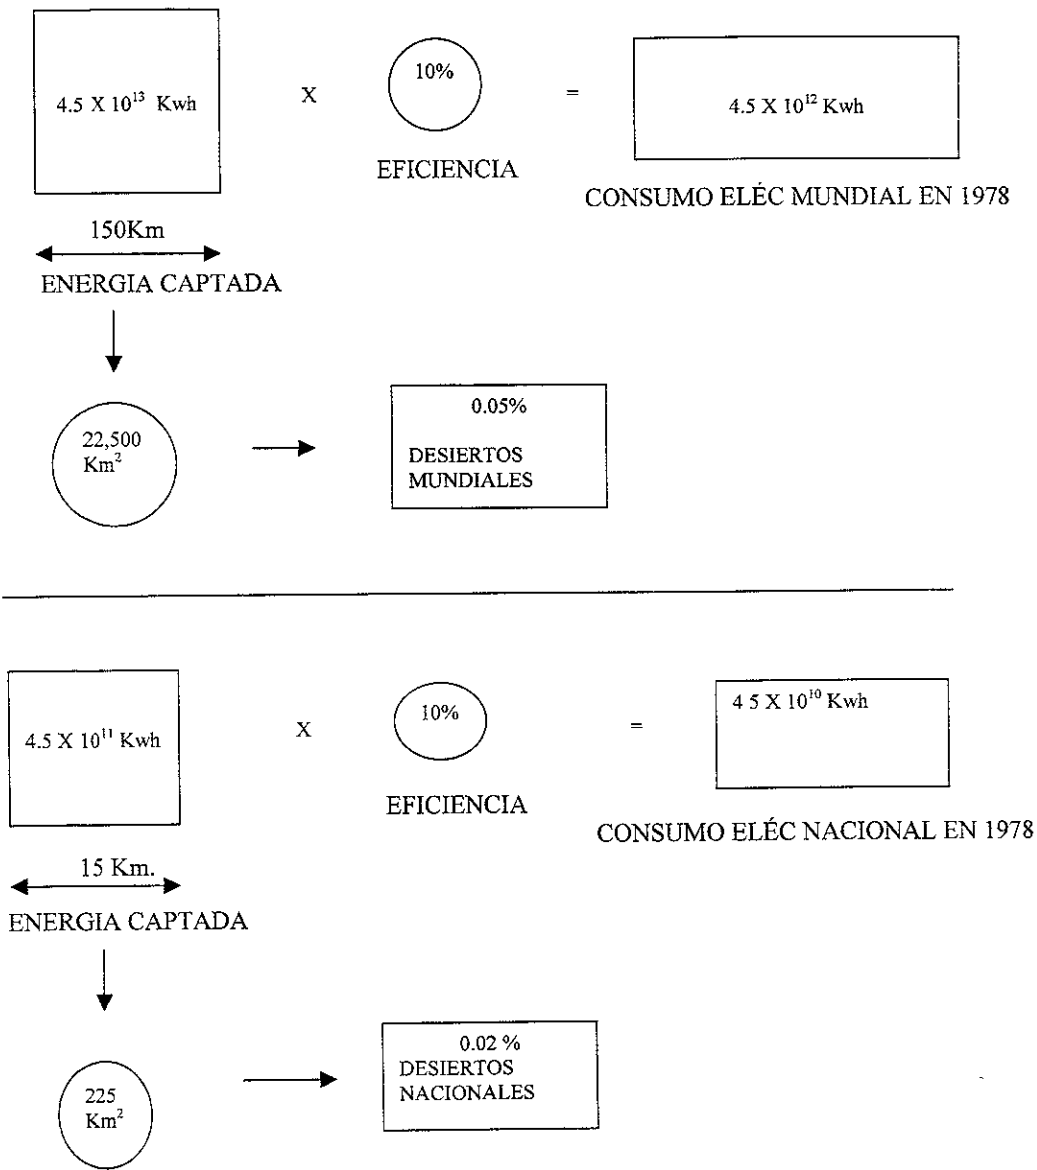 4.5 X 10¹³ Kwh
X
10%
=
4.5 X 10¹² Kwh
EFICIENCIA
CONSUMO ELÉC MUNDIAL EN 1978
150Km
ENERGIA CAPTADA
22,500
Km²
0.05%
DESIERTOS
MUNDIALES
4.5 X 10¹¹ Kwh
X
10%
=
4 5 X 10¹⁰ Kwh
EFICIENCIA
CONSUMO ELÉC NACIONAL EN 1978
15 Km.
ENERGIA CAPTADA
225
Km²
0.02 %
DESIERTOS
NACIONALES